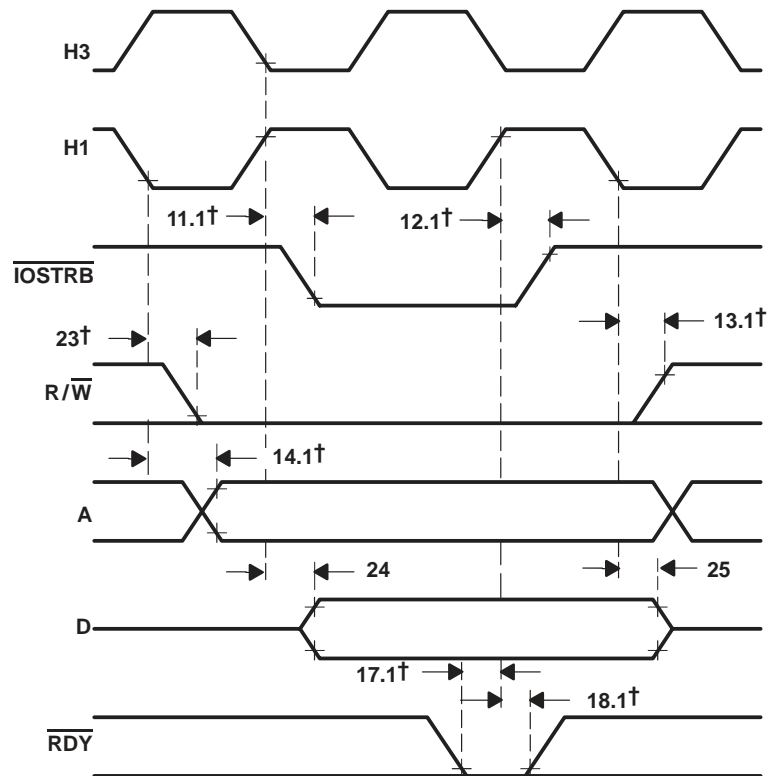 H3
H1
11.1†
12.1†
IOSTRB
23†
13.1†
R/W
14.1†
A
24
25
D
17.1†
18.1†
RDY